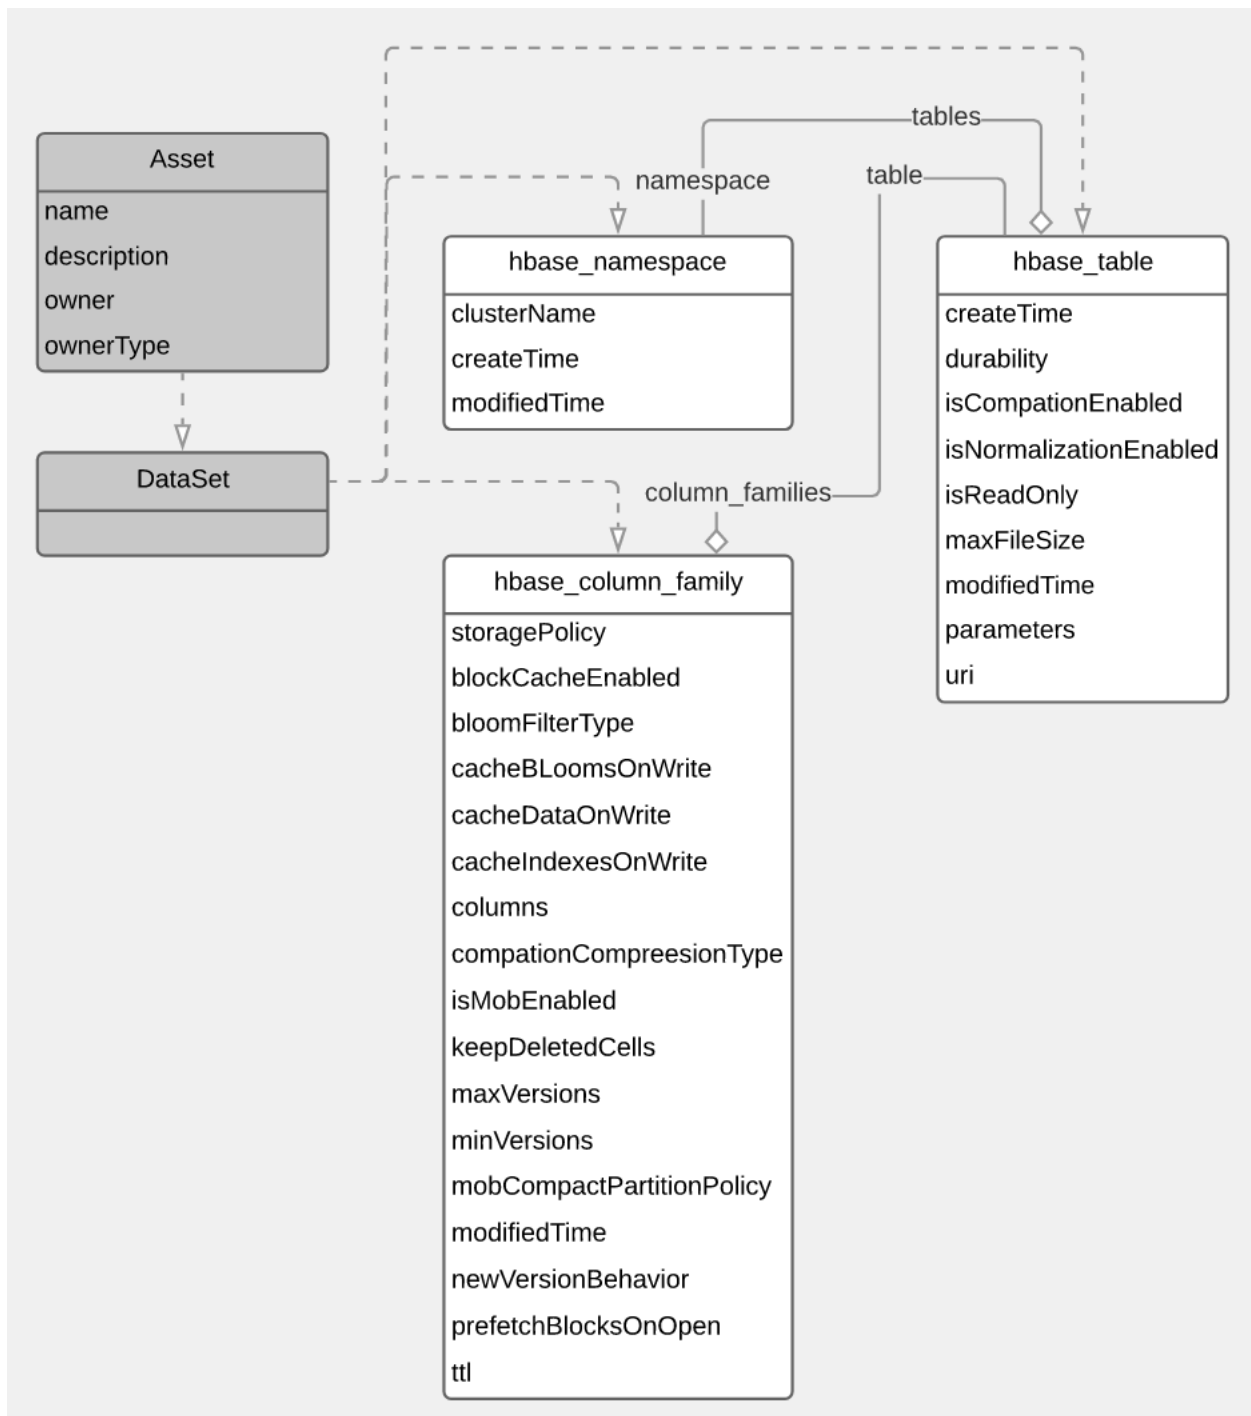 tables
namespace
table
Asset
name
description
owner
ownerType
DataSet
hbase_namespace
clusterName
createTime
modifiedTime
hbase_table
createTime
durability
isCompationEnabled
isNormalizationEnabled
isReadOnly
maxFileSize
modifiedTime
parameters
uri
column_families
hbase_column_family
storagePolicy
blockCacheEnabled
bloomFilterType
cacheBLoomsOnWrite
cacheDataOnWrite
cacheIndexesOnWrite
columns
compationCompreesionType
isMobEnabled
keepDeletedCells
maxVersions
minVersions
mobCompactPartitionPolicy
modifiedTime
newVersionBehavior
prefetchBlocksOnOpen
ttl